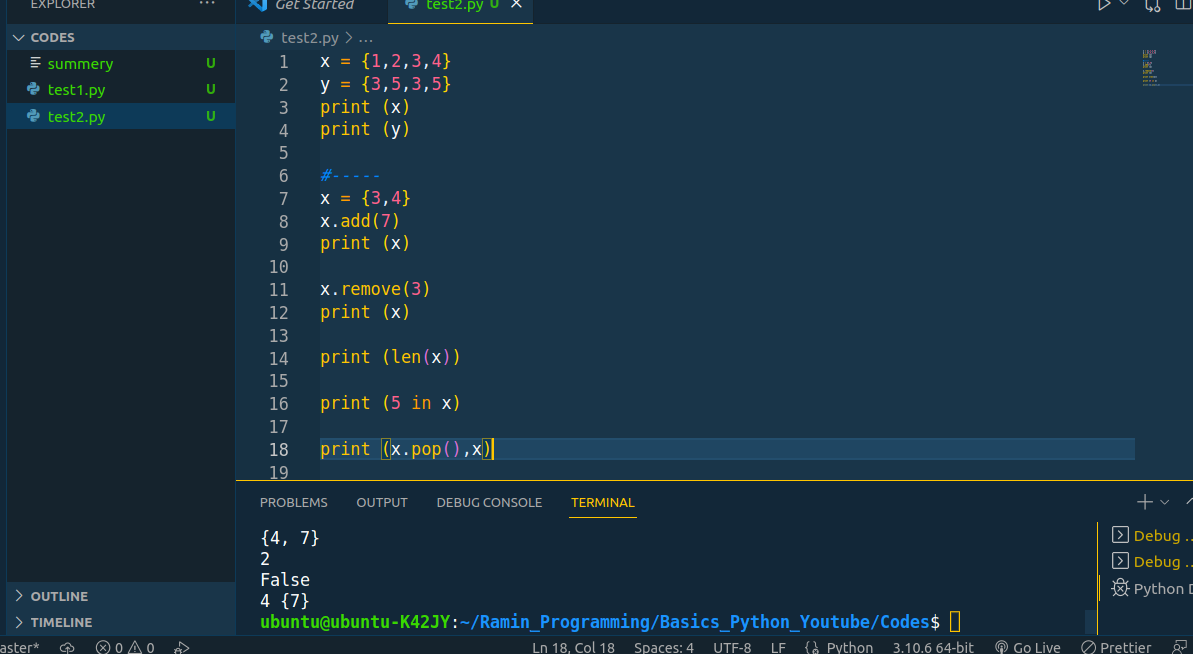 EXPLORER ...
Get Started
test2.py U
CODES
summery U
test1.py U
test2.py U
test2.py > ...
1 x = {1,2,3,4}
2 y = {3,5,3,5}
3 print (x)
4 print (y)
5
6 #-----
7 x = {3,4}
8 x.add(7)
9 print (x)
10
11 x.remove(3)
12 print (x)
13
14 print (len(x))
15
16 print (5 in x)
17
18 print (x.pop(),x)
19
PROBLEMS OUTPUT DEBUG CONSOLE TERMINAL
{4, 7}
2
False
4 {7}
ubuntu@ubuntu-K42JY:~/Ramin_Programming/Basics_Python_Youtube/Codes$
Debug ..
Debug ..
Python D
OUTLINE
TIMELINE
aster* 0 0 Ln 18, Col 18 Spaces: 4 UTF-8 LF {} Python 3.10.6 64-bit Go Live Prettier